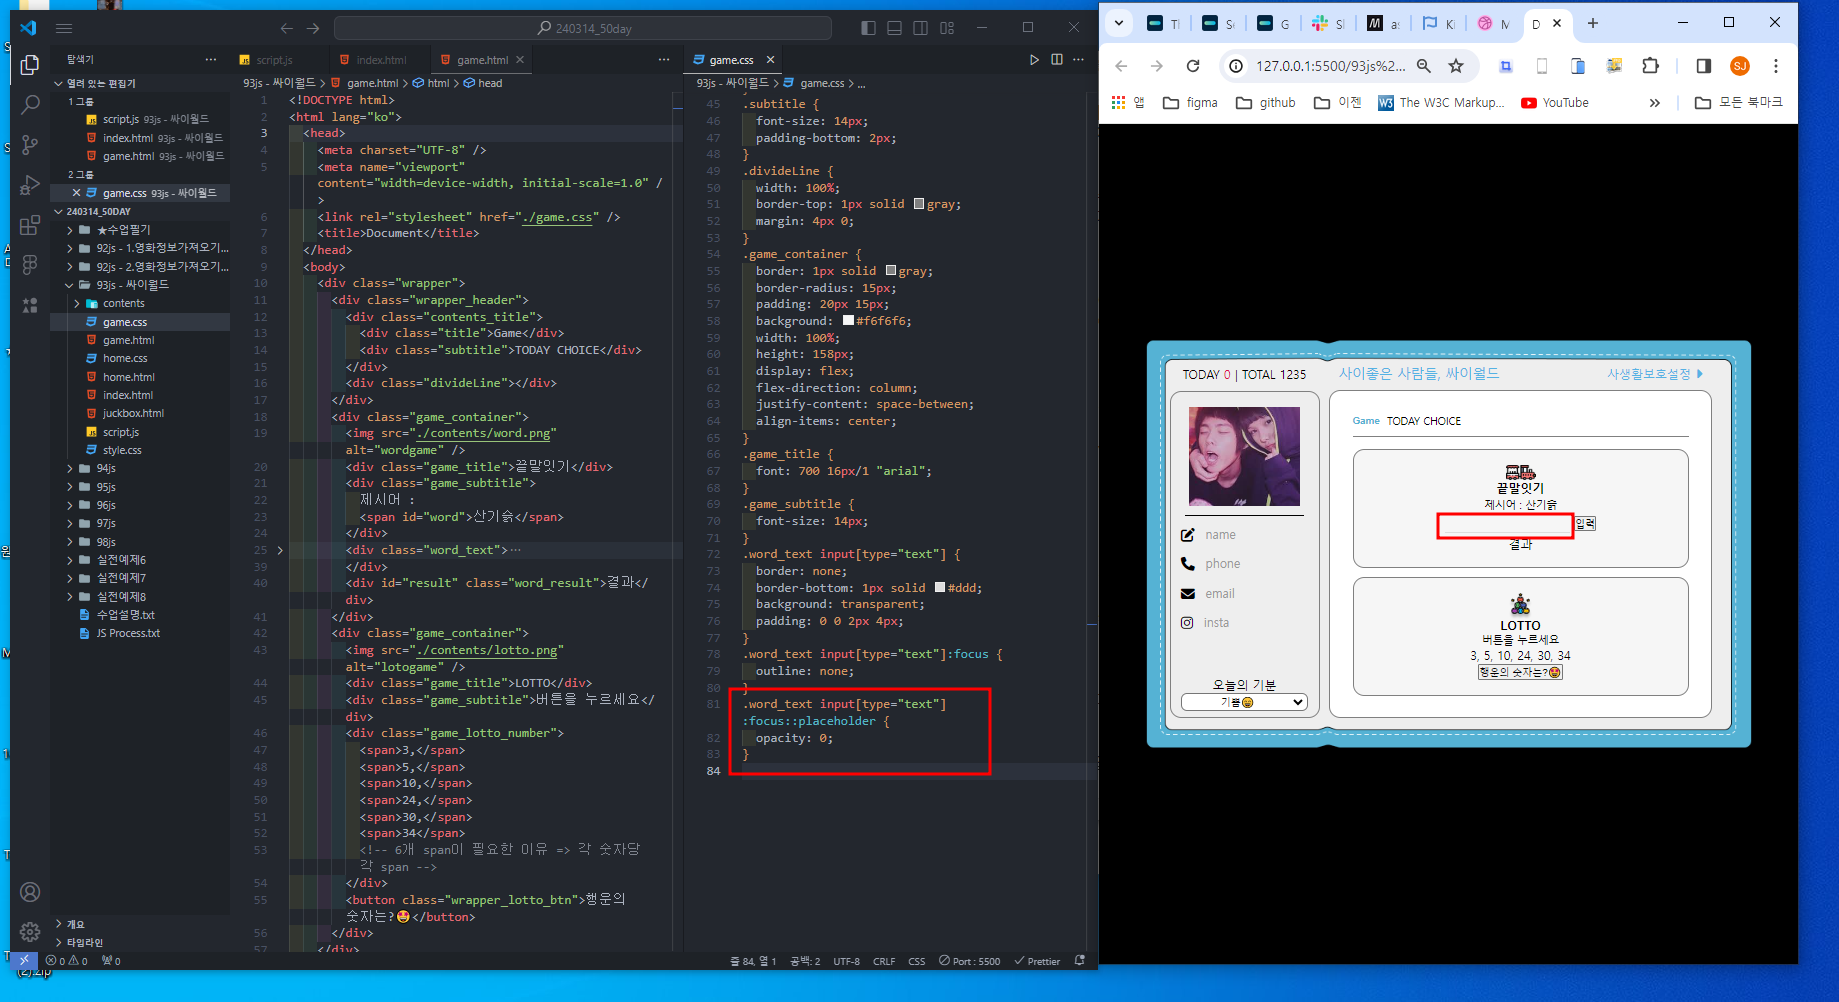 240314_50day
탐색기
열려 있는 편집기
1 그룹
script.js 93js - 싸이월드
index.html 93js - 싸이월드
game.html 93js - 싸이월드
2 그룹
game.css 93js - 싸이월드
240314_50DAY
★수업필기
92js - 1.영화정보가져오기...
92js - 2.영화정보가져오기...
93js - 싸이월드
contents
game.css
game.html
home.css
home.html
index.html
juckbox.html
script.js
style.css
94js
95js
96js
97js
98js
실전예제6
실전예제7
실전예제8
수업설명.txt
JS Process.txt
개요
타임라인
script.js
index.html
game.html
93js - 싸이월드 > game.html > html > head
1 <!DOCTYPE html>
2 <html lang="ko">
3 <head>
4 <meta charset="UTF-8" />
5 <meta name="viewport"
content="width=device-width, initial-scale=1.0" /
>
6 <link rel="stylesheet" href="./game.css" />
7 <title>Document</title>
8 </head>
9 <body>
10 <div class="wrapper">
11 <div class="wrapper_header">
12 <div class="contents_title">
13 <div class="title">Game</div>
14 <div class="subtitle">TODAY CHOICE</div>
15 </div>
16 <div class="divideLine"></div>
17 </div>
18 <div class="game_container">
19 <img src="./contents/word.png"
alt="wordgame" />
20 <div class="game_title">끝말잇기</div>
21 <div class="game_subtitle">
22 제시어 :
23 <span id="word">산기슭</span>
24 </div>
25 <div class="word_text">…
39 </div>
40 <div id="result" class="word_result">결과</
div>
41 </div>
42 <div class="game_container">
43 <img src="./contents/lotto.png"
alt="lotogame" />
44 <div class="game_title">LOTTO</div>
45 <div class="game_subtitle">버튼을 누르세요</
div>
46 <div class="game_lotto_number">
47 <span>3,</span>
48 <span>5,</span>
49 <span>10,</span>
50 <span>24,</span>
51 <span>30,</span>
52 <span>34</span>
53 <!-- 6개 span이 필요한 이유 => 각 숫자당
각 span -->
54 </div>
55 <button class="wrapper_lotto_btn">행운의
숫자는?🤩</button>
56 </div>
57 </div>
game.css
93js - 싸이월드 > game.css > ...
45 .subtitle {
46 font-size: 14px;
47 padding-bottom: 2px;
48 }
49 .divideLine {
50 width: 100%;
51 border-top: 1px solid gray;
52 margin: 4px 0;
53 }
54 .game_container {
55 border: 1px solid gray;
56 border-radius: 15px;
57 padding: 20px 15px;
58 background: #f6f6f6;
59 width: 100%;
60 height: 158px;
61 display: flex;
62 flex-direction: column;
63 justify-content: space-between;
64 align-items: center;
65 }
66 .game_title {
67 font: 700 16px/1 "arial";
68 }
69 .game_subtitle {
70 font-size: 14px;
71 }
72 .word_text input[type="text"] {
73 border: none;
74 border-bottom: 1px solid #ddd;
75 background: transparent;
76 padding: 0 0 2px 4px;
77 }
78 .word_text input[type="text"]:focus {
79 outline: none;
80 }
81 .word_text input[type="text"]
:focus::placeholder {
82 opacity: 0;
83 }
84
0 0 0
줄 84, 열 1 공백: 2 UTF-8 CRLF CSS Port : 5500 Prettier
(2).zip
127.0.0.1:5500/93js%2...
SJ
앱 figma github 이젠 The W3C Markup... YouTube » 모든 북마크
TODAY 0 | TOTAL 1235
사이좋은 사람들, 싸이월드
사생활보호설정
name
phone
email
insta
오늘의 기분
기쁨😀
Game TODAY CHOICE
끝말잇기
제시어 : 산기슭
입력
결과
LOTTO
버튼을 누르세요
3, 5, 10, 24, 30, 34
행운의 숫자는?🤩